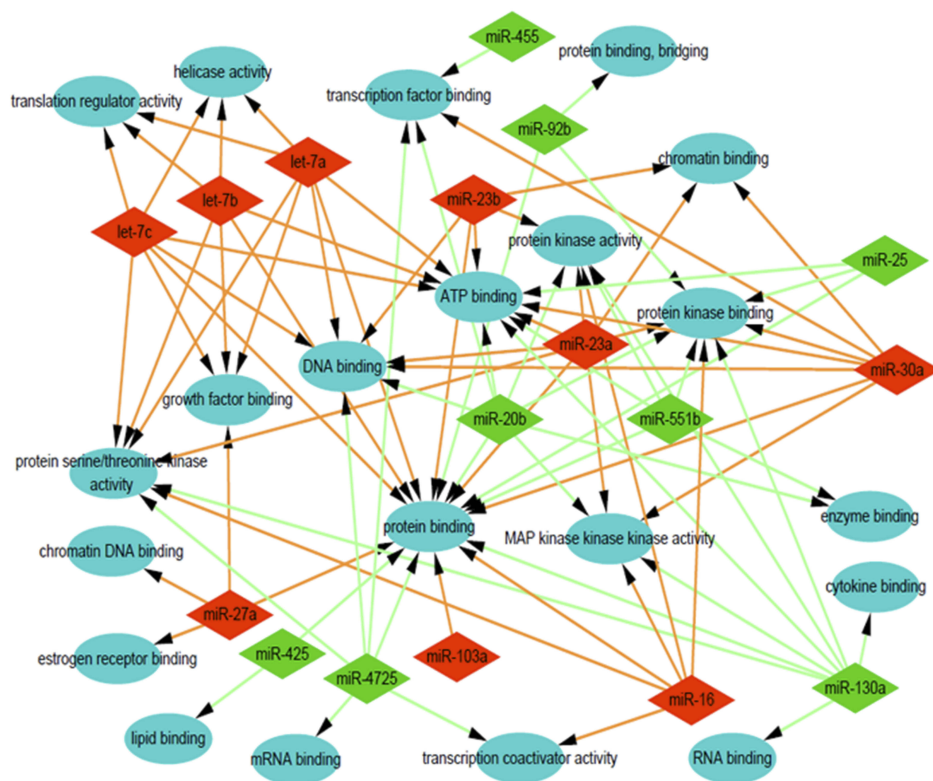 miR-455
protein binding, bridging
helicase activity
translation regulator activity
transcription factor binding
miR-92b
let-7a
chromatin binding
let-7b
miR-23b
let-7c
protein kinase activity
miR-25
ATP binding
protein kinase binding
miR-23a
DNA binding
miR-30a
growth factor binding
miR-20b
miR-551b
protein serine/threonine kinase
activity
enzyme binding
protein binding
MAP kinase kinase kinase activity
chromatin DNA binding
cytokine binding
miR-27a
miR-425
miR-103a
estrogen receptor binding
miR-4725
miR-130a
miR-16
lipid binding
mRNA binding
transcription coactivator activity
RNA binding